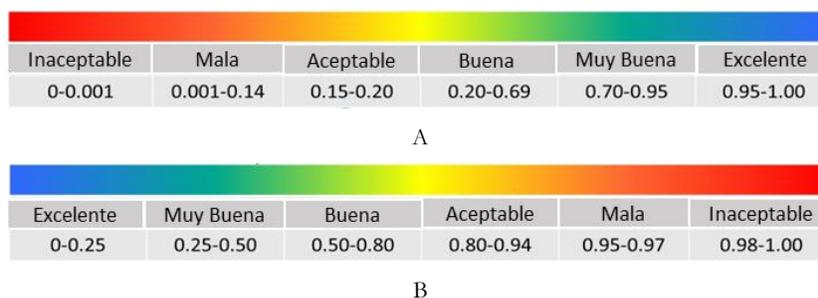 Inaceptable Mala Aceptable Buena Muy Buena Excelente
0-0.001 0.001-0.14 0.15-0.20 0.20-0.69 0.70-0.95 0.95-1.00
A
Excelente Muy Buena Buena Aceptable Mala Inaceptable
0-0.25 0.25-0.50 0.50-0.80 0.80-0.94 0.95-0.97 0.98-1.00
B